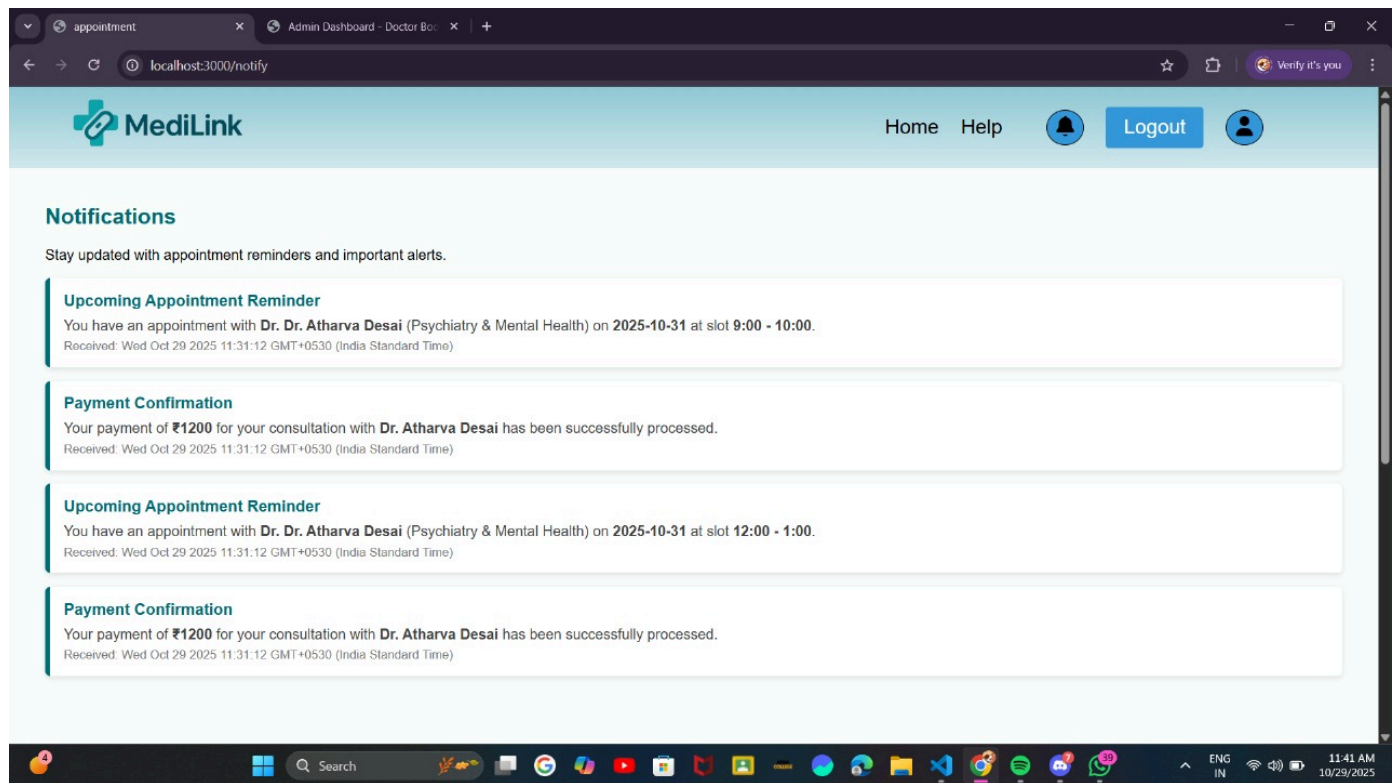 appointment
Admin Dashboard - Doctor Boo
localhost:3000/notify
Verify it's you
MediLink
Home Help Logout
Notifications
Stay updated with appointment reminders and important alerts.
Upcoming Appointment Reminder
You have an appointment with Dr. Dr. Atharva Desai (Psychiatry & Mental Health) on 2025-10-31 at slot 9:00 - 10:00.
Received: Wed Oct 29 2025 11:31:12 GMT+0530 (India Standard Time)
Payment Confirmation
Your payment of ₹1200 for your consultation with Dr. Atharva Desai has been successfully processed.
Received: Wed Oct 29 2025 11:31:12 GMT+0530 (India Standard Time)
Upcoming Appointment Reminder
You have an appointment with Dr. Dr. Atharva Desai (Psychiatry & Mental Health) on 2025-10-31 at slot 12:00 - 1:00.
Received: Wed Oct 29 2025 11:31:12 GMT+0530 (India Standard Time)
Payment Confirmation
Your payment of ₹1200 for your consultation with Dr. Atharva Desai has been successfully processed.
Received: Wed Oct 29 2025 11:31:12 GMT+0530 (India Standard Time)
4
Search
39
ENG
IN
11:41 AM
10/29/2025